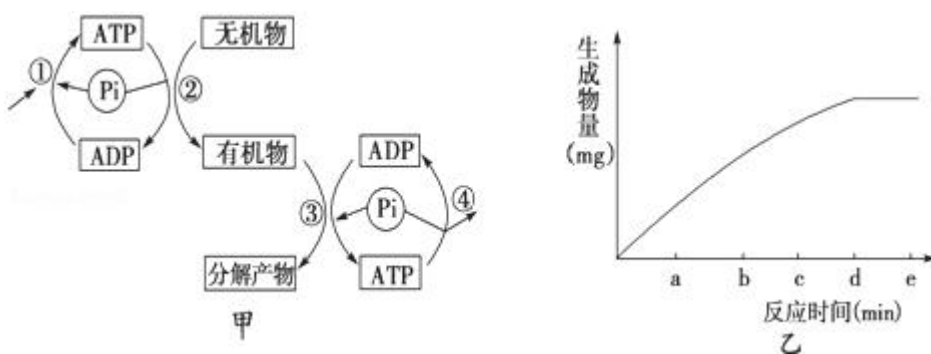 ATP
无机物
①
Pi
②
ADP
有机物
ADP
③
Pi
④
分解产物
ATP
甲
生成物量(mg)
a b c d e
反应时间(min)
乙